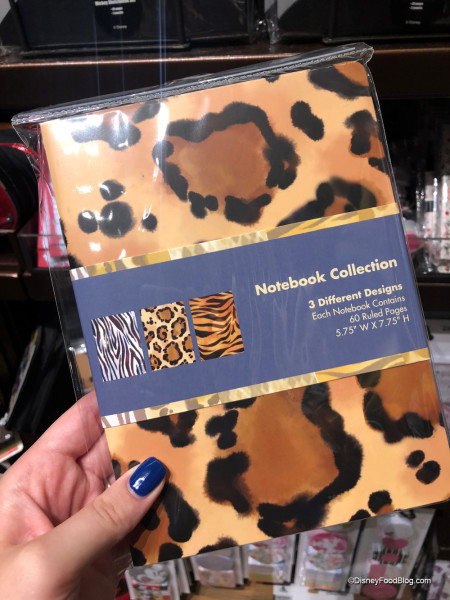 Notebook Collection
3 Different Designs
Each Notebook Contains
60 Ruled Pages
5.75" W X 7.75" H
©DisneyFoodBlog.com